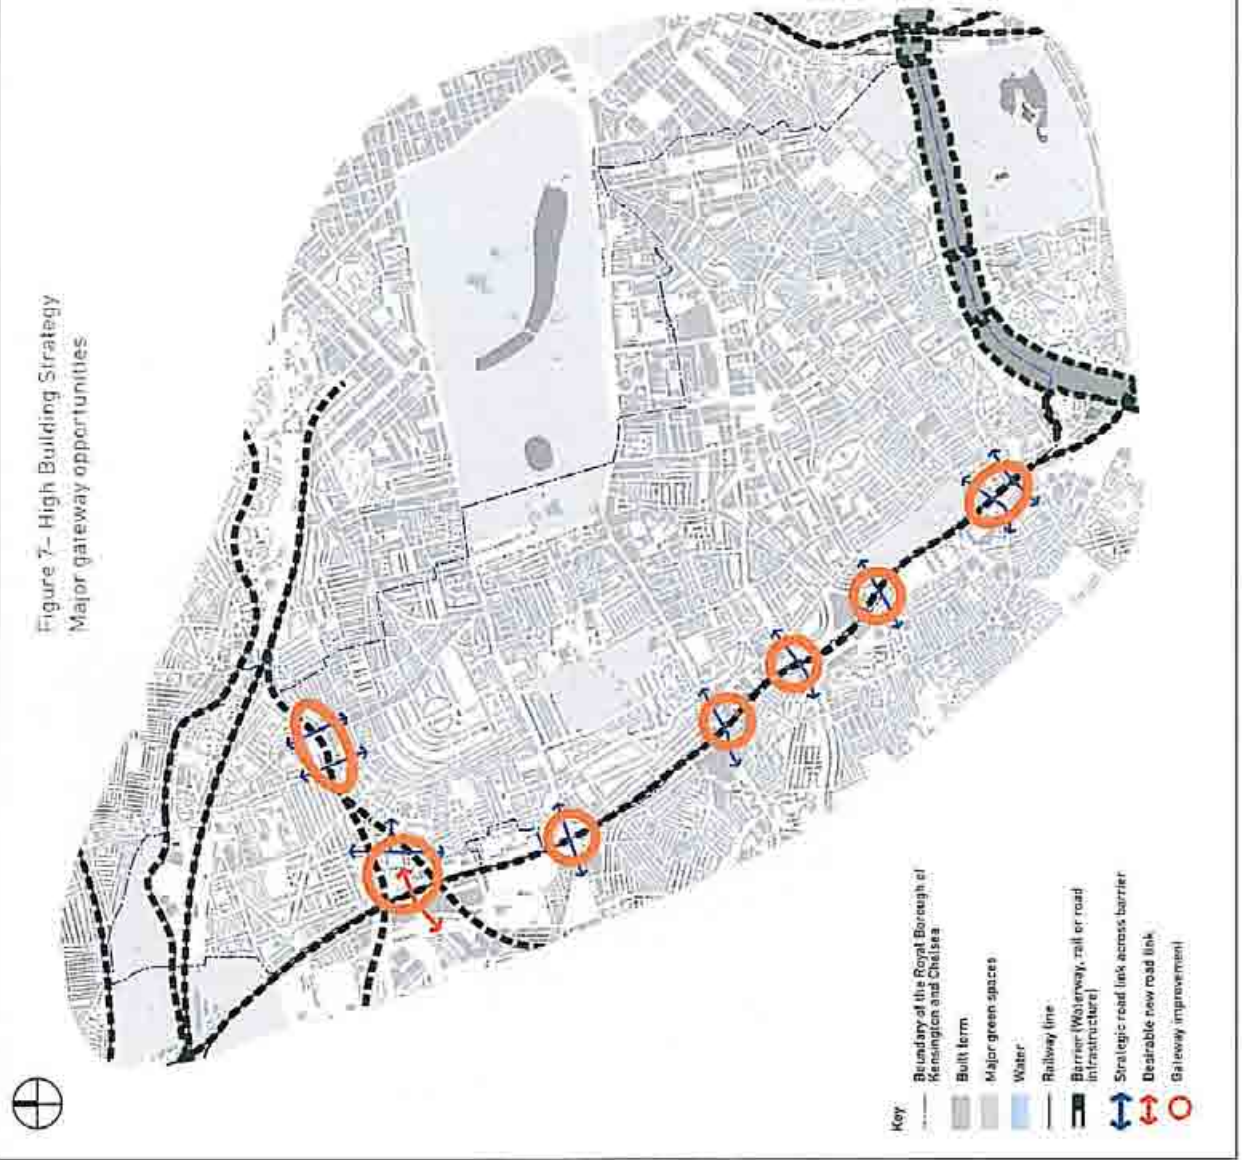 Figure 7 - High Building Strategy
Major gateway opportunities
Key
Boundary of the Royal Borough of
Kensington and Chelsea
Built form
Major green spaces
Water
Railway line
Barrier (Waterway, rail or road
infrastructure)
Strategic road link across barrier
Desirable new road link
Gateway improvement